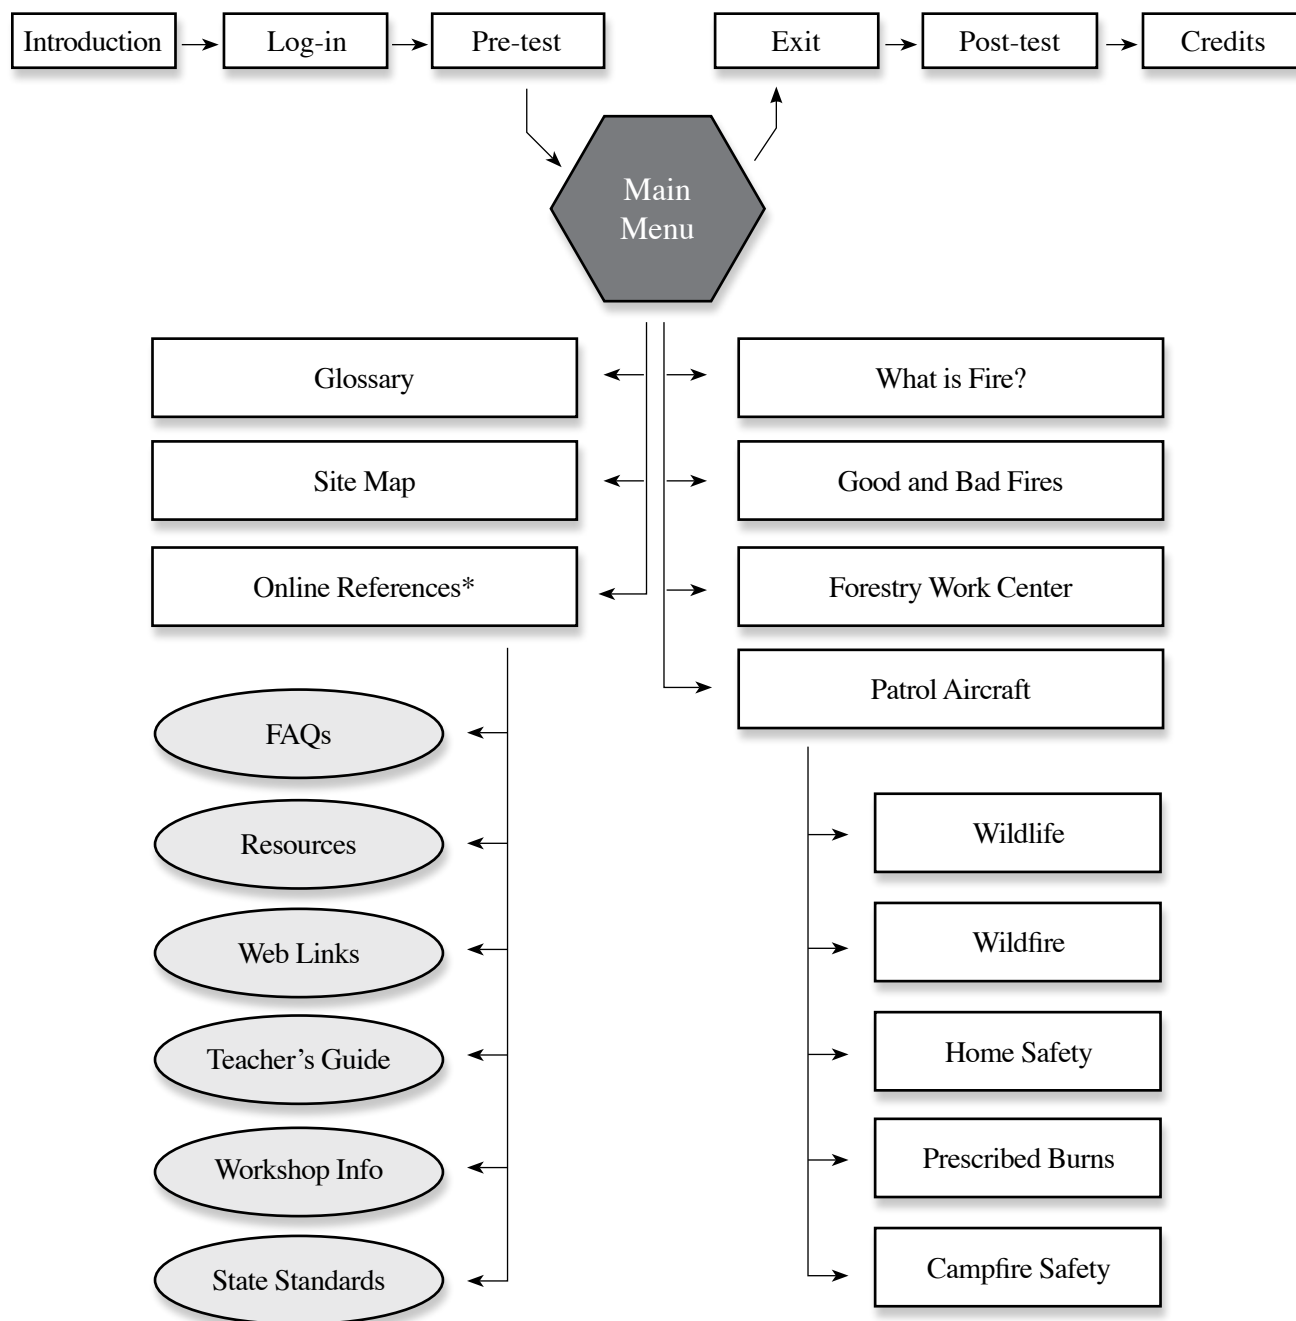 Introduction
Log-in
Pre-test
Exit
Post-test
Credits
Main
Menu
Glossary
What is Fire?
Site Map
Good and Bad Fires
Online References*
Forestry Work Center
Patrol Aircraft
FAQs
Resources
Web Links
Teacher’s Guide
Workshop Info
State Standards
Wildlife
Wildfire
Home Safety
Prescribed Burns
Campfire Safety